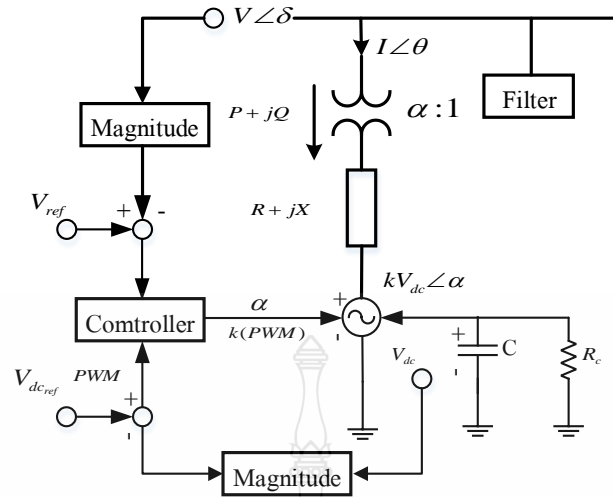 V∠δ
I∠θ
Magnitude
P + jQ
α:1
Filter
V_ref
+
-
R + jX
kV_dc∠α
Comtroller
α
k(PWM)
+
-
V_dc
+
-
C
R_c
V_dc_ref
PWM
+
-
Magnitude